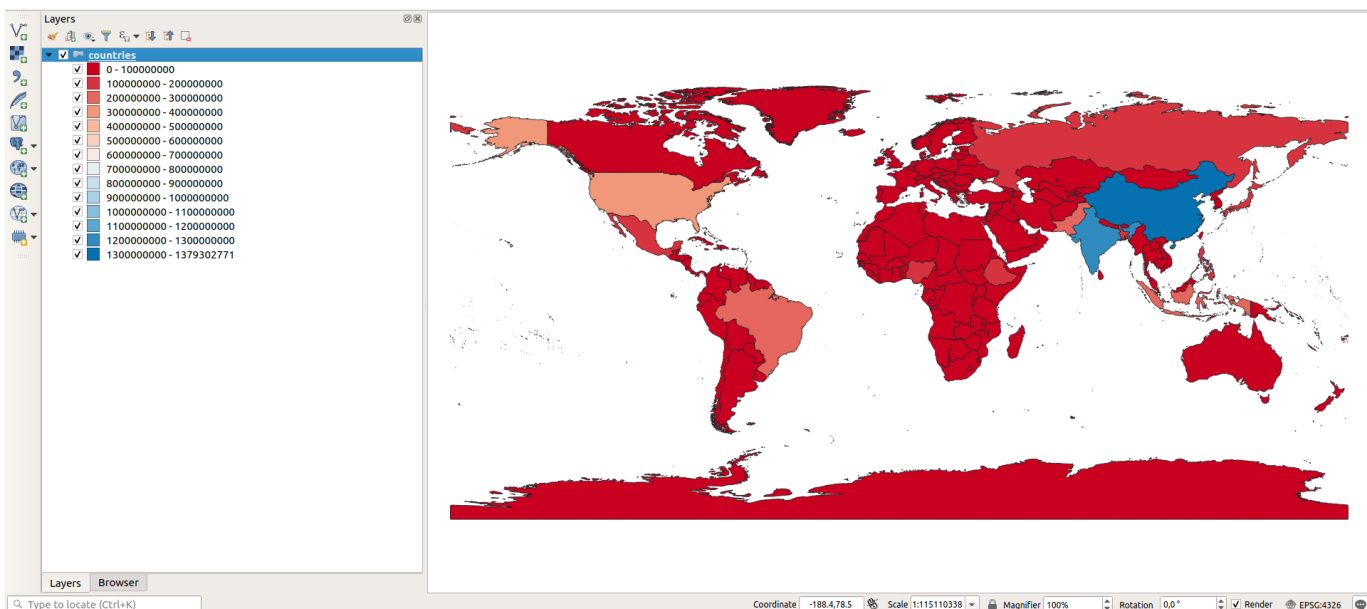 Layers
countries
0 - 100000000
100000000 - 200000000
200000000 - 300000000
300000000 - 400000000
400000000 - 500000000
500000000 - 600000000
600000000 - 700000000
700000000 - 800000000
800000000 - 900000000
900000000 - 1000000000
1000000000 - 1100000000
1100000000 - 1200000000
1200000000 - 1300000000
1300000000 - 1379302771
Layers Browser
Type to locate (Ctrl+K) Coordinate -188.4,78.5 Scale 1:115110338 Magnifier 100% Rotation 0,0 ° Render EPSG:4326